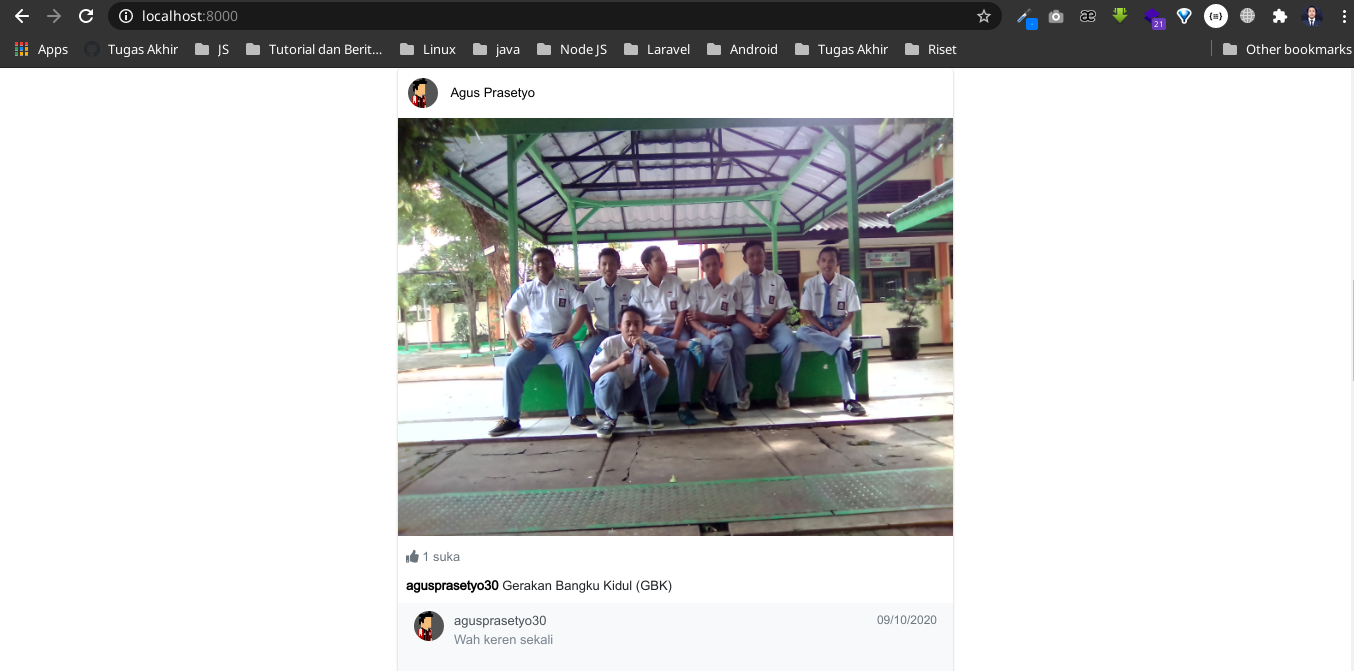 localhost:8000
21
Apps Tugas Akhir JS Tutorial dan Berit... Linux java Node JS Laravel Android Tugas Akhir Riset Other bookmarks
Agus Prasetyo
1 suka
agusprasetyo30 Gerakan Bangku Kidul (GBK)
agusprasetyo30 09/10/2020
Wah keren sekali